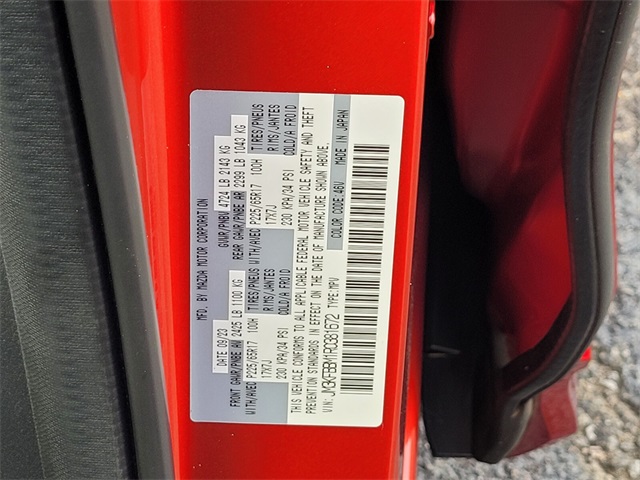 MFD. BY MAZDA MOTOR CORPORATION
DATE 09/23 GVWR/PNBV 4724 LB 2143 KG
FRONT GAWR/PNBE AV 2425 LB 1100 KG REAR GAWR/PNBE AR 2299 LB 1043 KG
WITH/AVEC TIRES/PNEUS WITH/AVEC TIRES/PNEUS
P225/65R17 100H RIMS/JANTES P225/65R17 100H RIMS/JANTES
17X7J COLD/A FROID 17X7J COLD/A FROID
230 KPA/34 PSI 230 KPA/34 PSI
THIS VEHICLE CONFORMS TO ALL APPLICABLE FEDERAL MOTOR VEHICLE SAFETY AND THEFT
PREVENTION STANDARDS IN EFFECT ON THE DATE OF MANUFACTURE SHOWN ABOVE.
VIN: TYPE:MPV COLOR CODE:46V MADE IN JAPAN